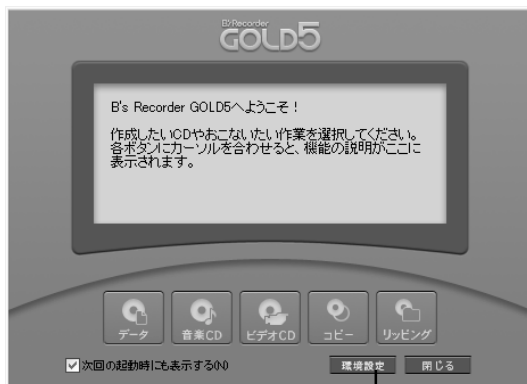 B's Recorder
GOLD5
B's Recorder GOLD5へようこそ！
作成したいCDやおこないたい作業を選択してください。
各ボタンにカーソルを合わせると、機能の説明がここに
表示されます。
データ
音楽CD
ビデオCD
コピー
リッピング
次回の起動時にも表示する(N)
環境設定
閉じる